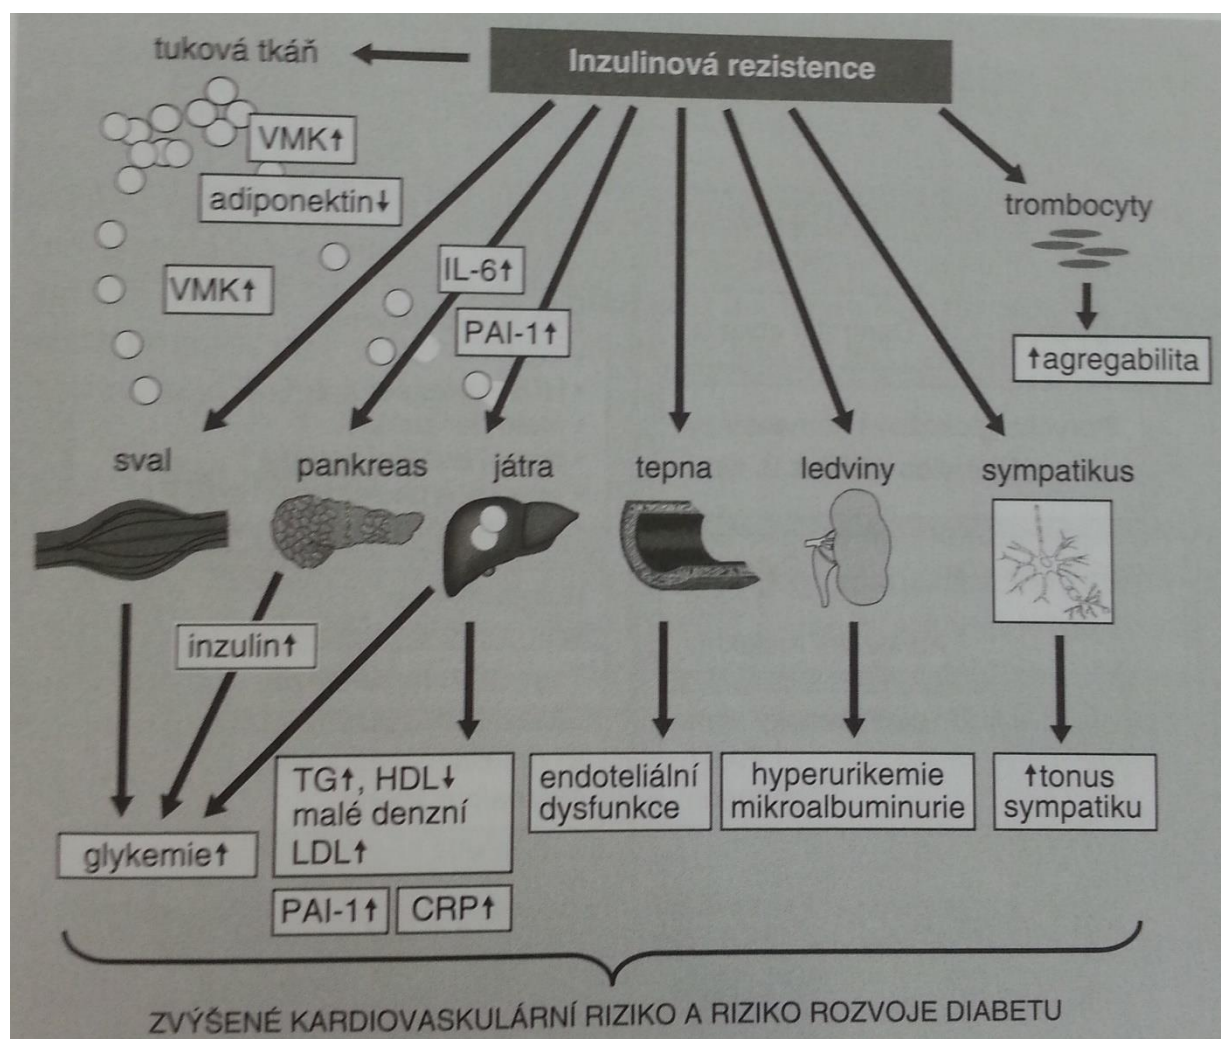 Inzulinová rezistence
tuková tkáň
VMK↑
adiponektin↓
VMK↑
IL-6↑
PAI-1↑
trombocyty
↑agregabilita
sval
pankreas
játra
tepna
ledviny
sympatikus
inzulin↑
glykemie↑
TG↑, HDL↓
malé denzní
LDL↑
PAI-1↑
CRP↑
endoteliální
dysfunkce
hyperurikemie
mikroalbuminurie
↑tonus
sympatiku
ZVÝŠENÉ KARDIOVASKULÁRNÍ RIZIKO A RIZIKO ROZVOJE DIABETU